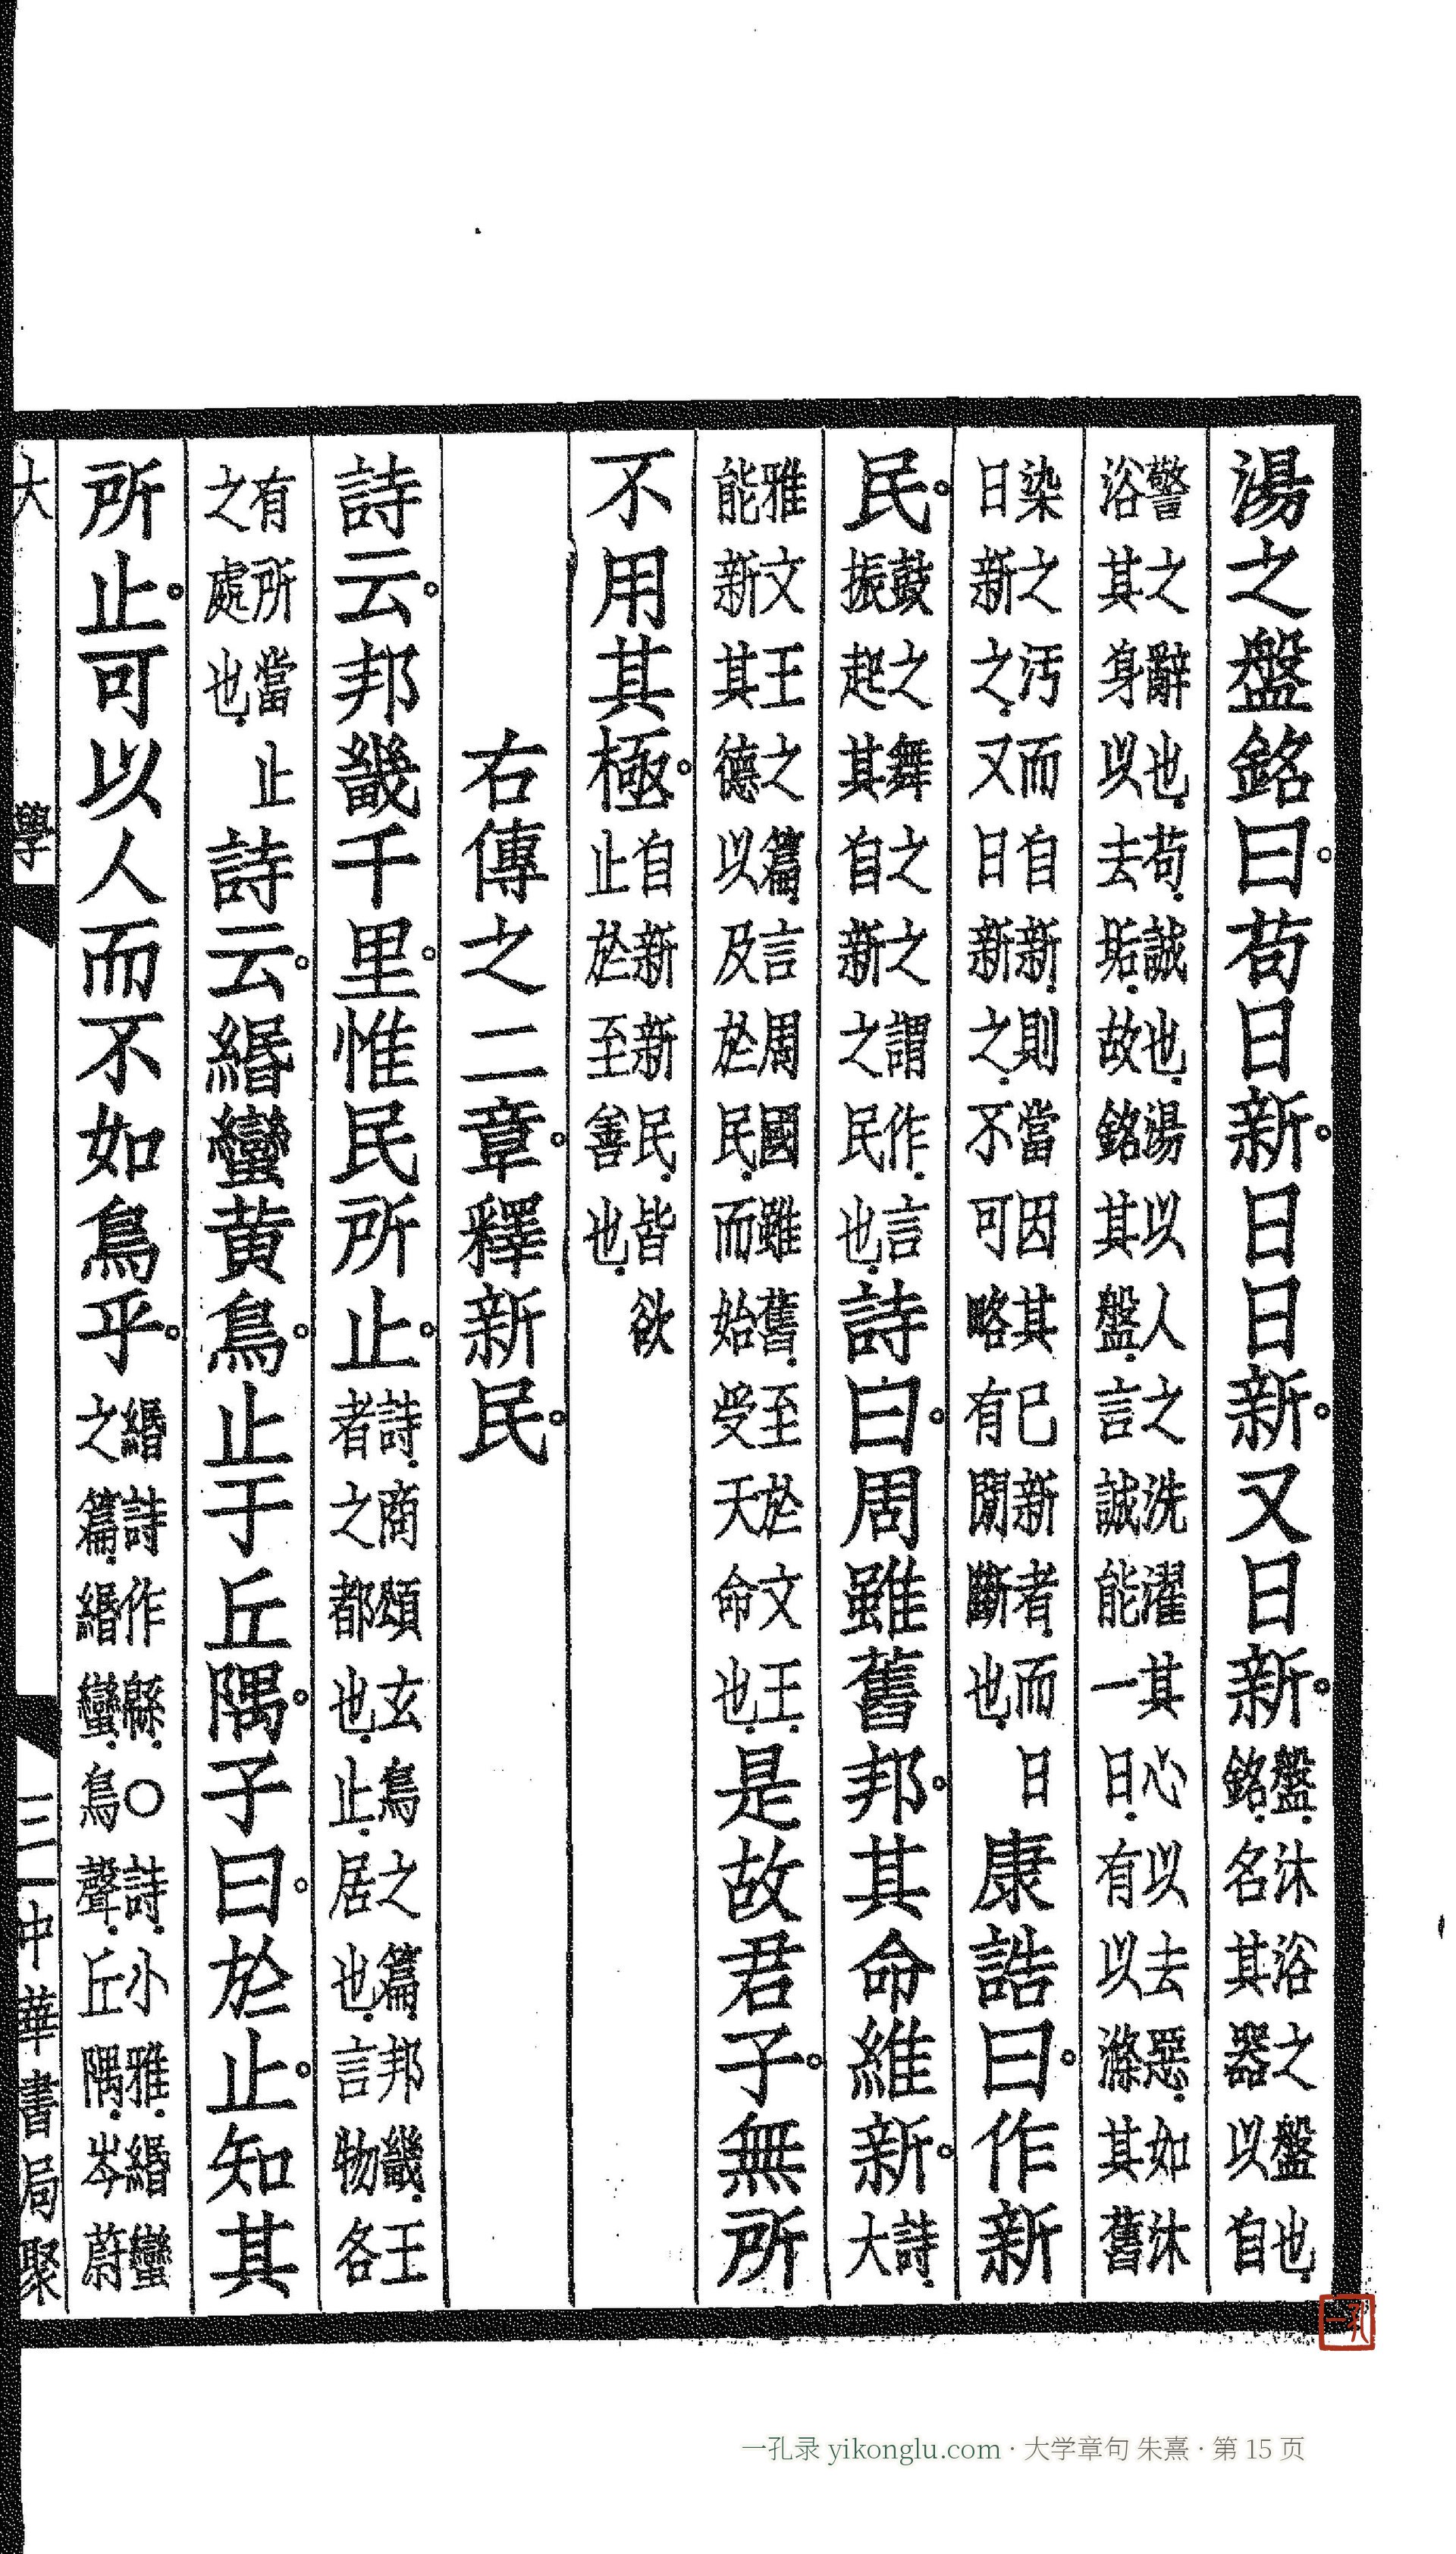 湯之盤銘曰。苟日新。日日新。又日新。盤、沐浴之盤也、銘、名其器以自
警之辭也、苟、誠也、湯以人之洗濯其心以去惡、如沐浴其身以去垢、故銘其盤、言誠能一日、有以滌其舊
染之汚而自新、則當因其已新者、而日日新之、又日新之、不可略有閒斷也、康誥曰。作新
民。鼓之舞之之謂作、言振起其自新之民也、詩曰。周雖舊邦。其命維新。詩、大
雅文王之篇、言周國雖舊、至於文王、能新其德以及於民、而始受天命也、是故君子。無所
不用其極。自新新民、皆欲止於至善也、
右傳之二章。釋新民。
詩云。邦畿千里。惟民所止。詩、商頌玄鳥之篇、邦畿、王者之都也、止、居也、言物各
有所當止之處也、詩云。緡蠻黃鳥。止于丘隅。子曰。於止。知其
所止。可以人而不如鳥乎。緡、詩作緜、○詩、小雅、緡蠻之篇、緡蠻、鳥聲、丘隅、岑蔚
大學 三 中華書局聚
一孔
一孔录 yikonglu.com · 大学章句 朱熹 · 第 15 页